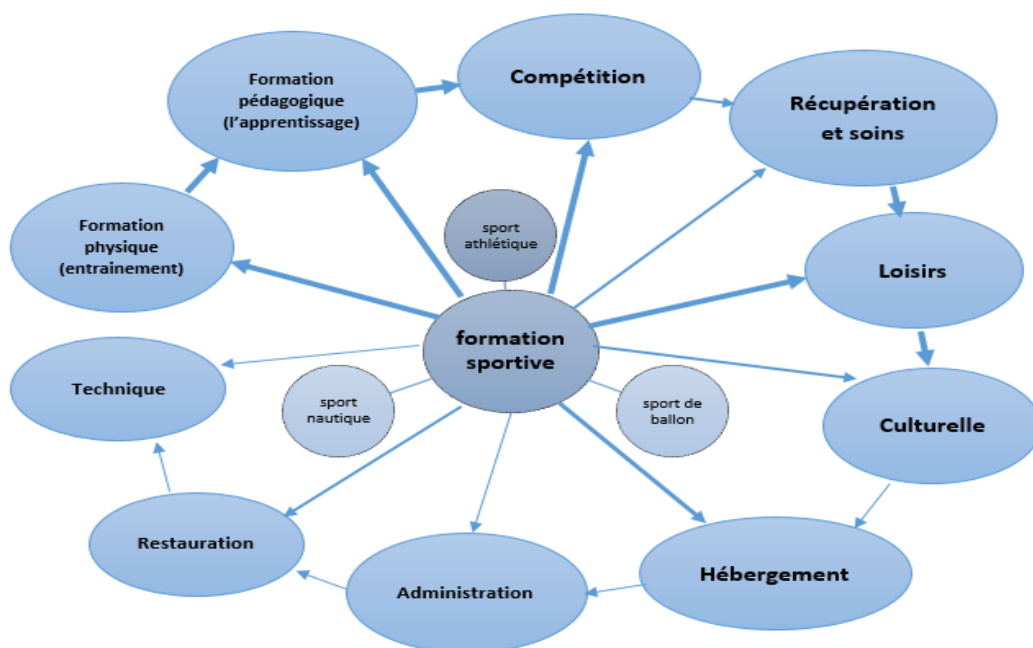 Formation
pédagogique
(l'apprentissage)
Compétition
Récupération
et soins
Formation
physique
(entrainement)
sport
athétique
Loisirs
formation
sportive
Technique
sport
nautique
sport de
ballon
Culturelle
Restauration
Administration
Hébergement